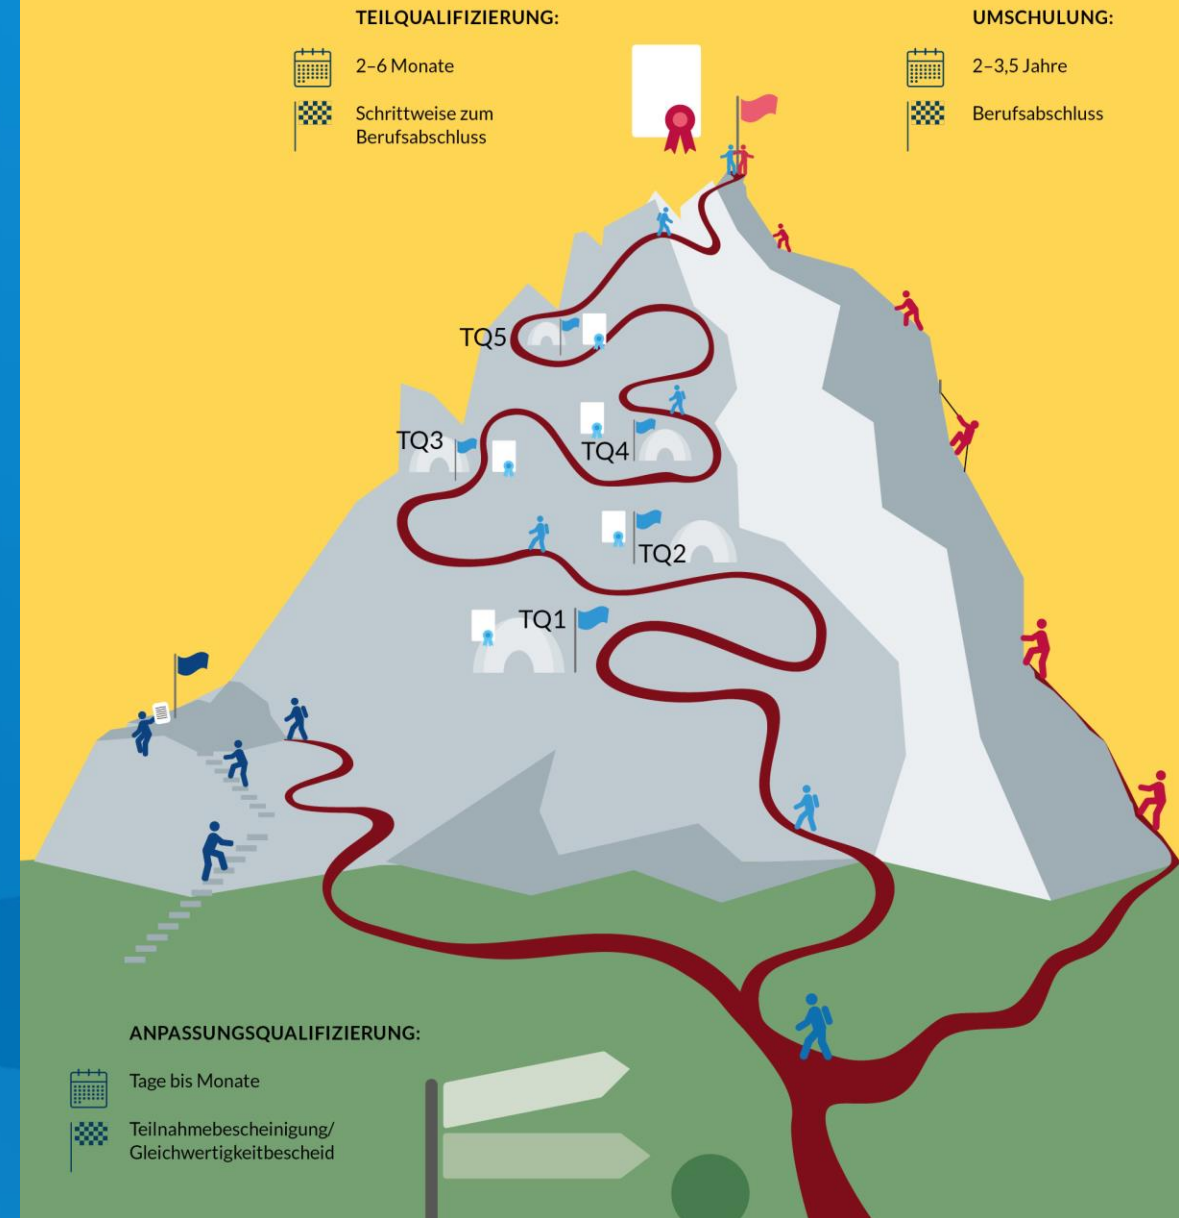 TEILQUALIFIZIERUNG:
2–6 Monate
Schrittweise zum
Berufsabschluss
UMSCHULUNG:
2–3,5 Jahre
Berufsabschluss
TQ5
TQ3
TQ4
TQ2
TQ1
ANPASSUNGSQUALIFIZIERUNG:
Tage bis Monate
Teilnahmebescheinigung/
Gleichwertigkeitbescheid